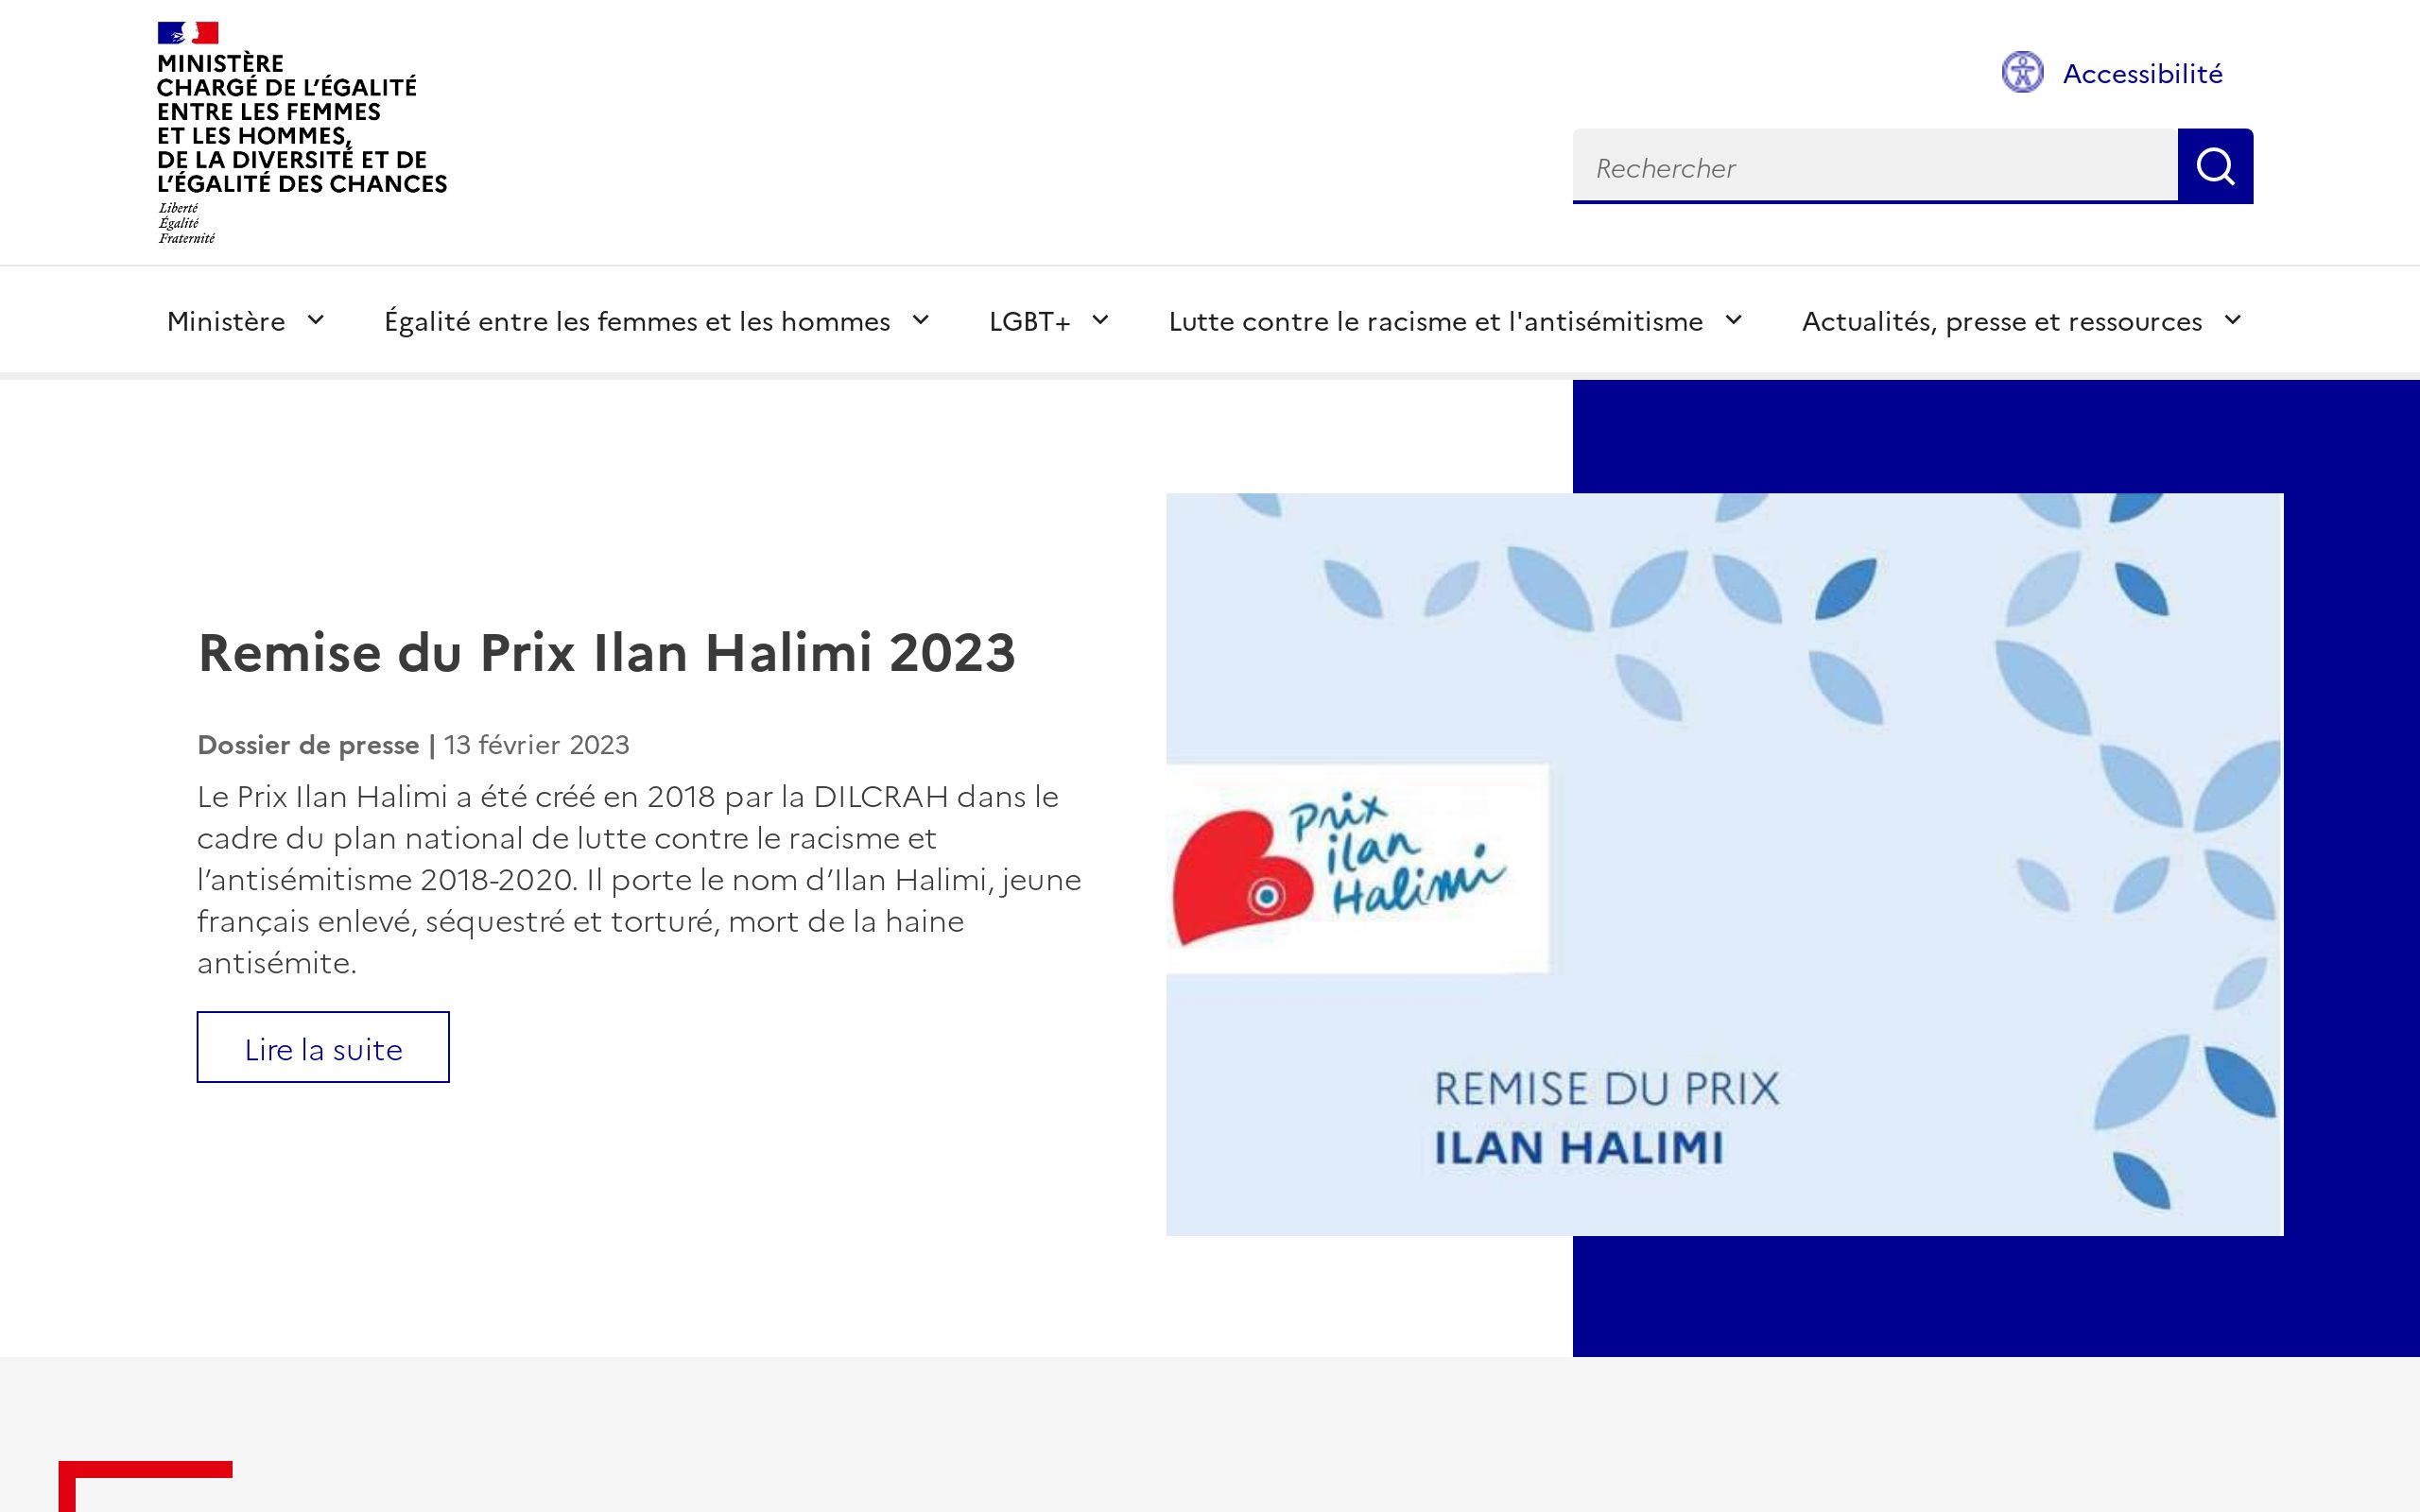 MINISTÈRE
CHARGÉ DE L’ÉGALITÉ
ENTRE LES FEMMES
ET LES HOMMES,
DE LA DIVERSITÉ ET DE
L’ÉGALITÉ DES CHANCES
Liberté
Égalité
Fraternité
Accessibilité
Rechercher
Ministère
Égalité entre les femmes et les hommes
LGBT+
Lutte contre le racisme et l'antisémitisme
Actualités, presse et ressources
Remise du Prix Ilan Halimi 2023
Dossier de presse | 13 février 2023
Le Prix Ilan Halimi a été créé en 2018 par la DILCRAH dans le
cadre du plan national de lutte contre le racisme et
l’antisémitisme 2018-2020. Il porte le nom d’Ilan Halimi, jeune
français enlevé, séquestré et torturé, mort de la haine
antisémite.
Lire la suite
Prix
ilan
Halimi
REMISE DU PRIX
ILAN HALIMI